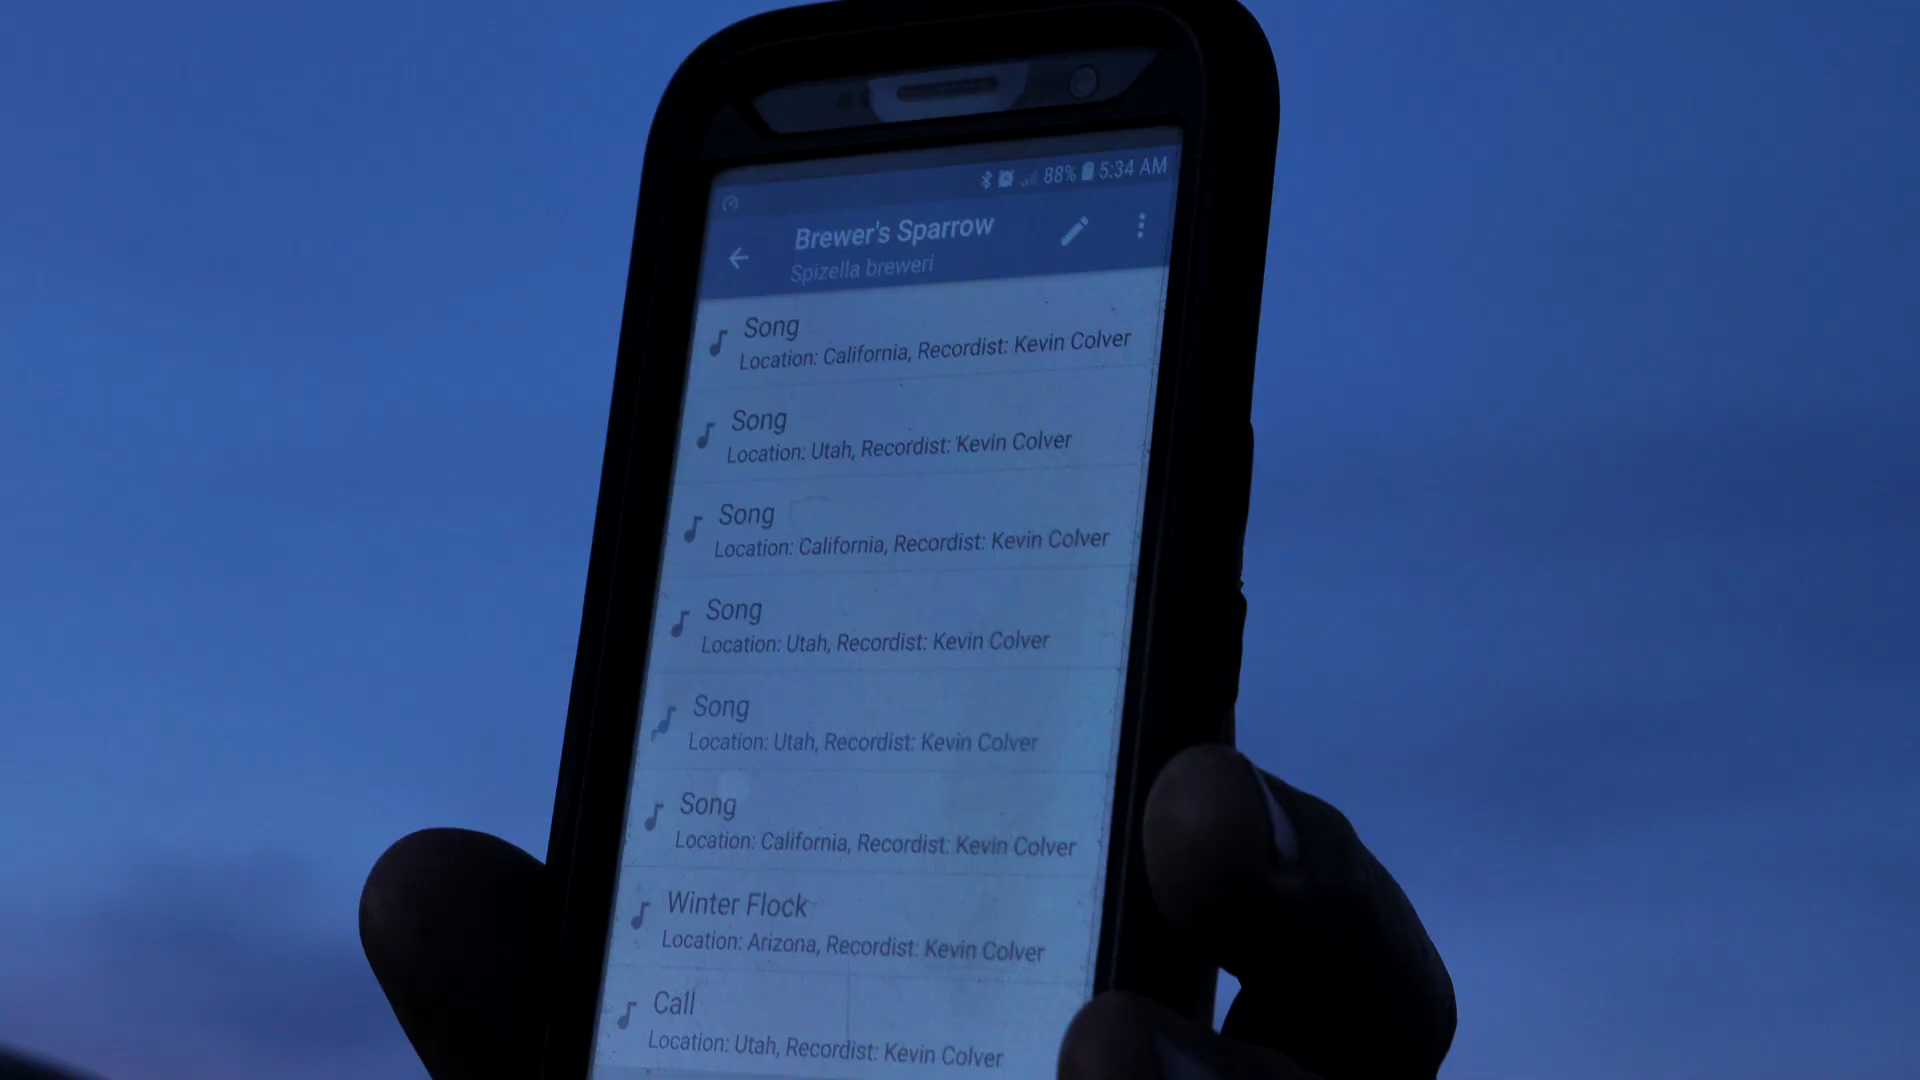 88% 5:34 AM
Brewer's Sparrow
Spizella breweri
Song
Location: California, Recordist: Kevin Colver
Song
Location: Utah, Recordist: Kevin Colver
Song
Location: California, Recordist: Kevin Colver
Song
Location: Utah, Recordist: Kevin Colver
Song
Location: Utah, Recordist: Kevin Colver
Song
Location: California, Recordist: Kevin Colver
Winter Flock
Location: Arizona, Recordist: Kevin Colver
Call
Location: Utah, Recordist: Kevin Colver